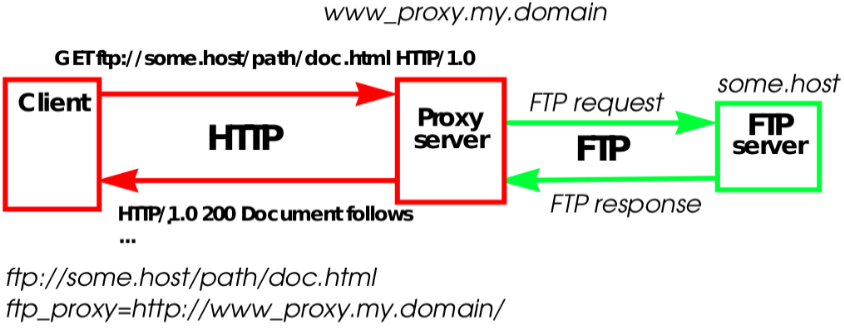 www_proxy.my.domain
GET ftp://some.host/path/doc.html HTTP/1.0
some.host
Client
Proxy
server
FTP request
FTP
server
HTTP
FTP
HTTP/1.0 200 Document follows
...
FTP response
ftp://some.host/path/doc.html
ftp_proxy=http://www_proxy.my.domain/